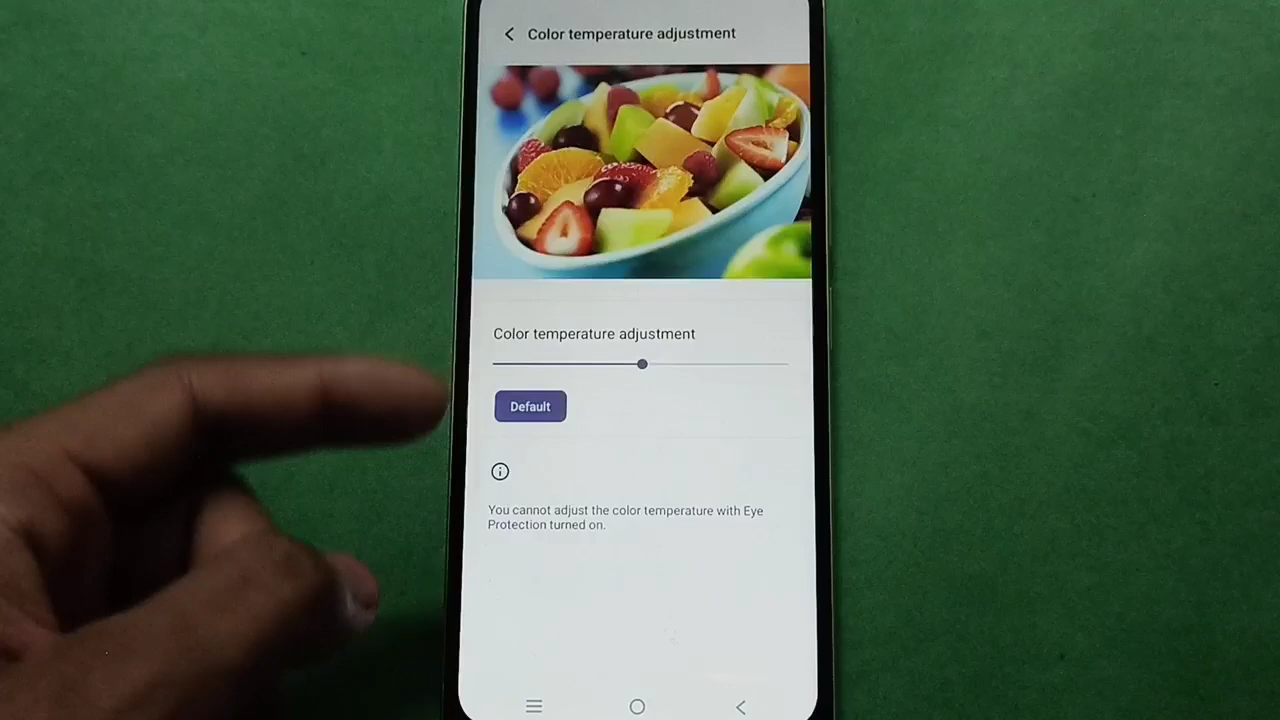 Color temperature adjustment
Color temperature adjustment
Default
You cannot adjust the color temperature with Eye
Protection turned on.